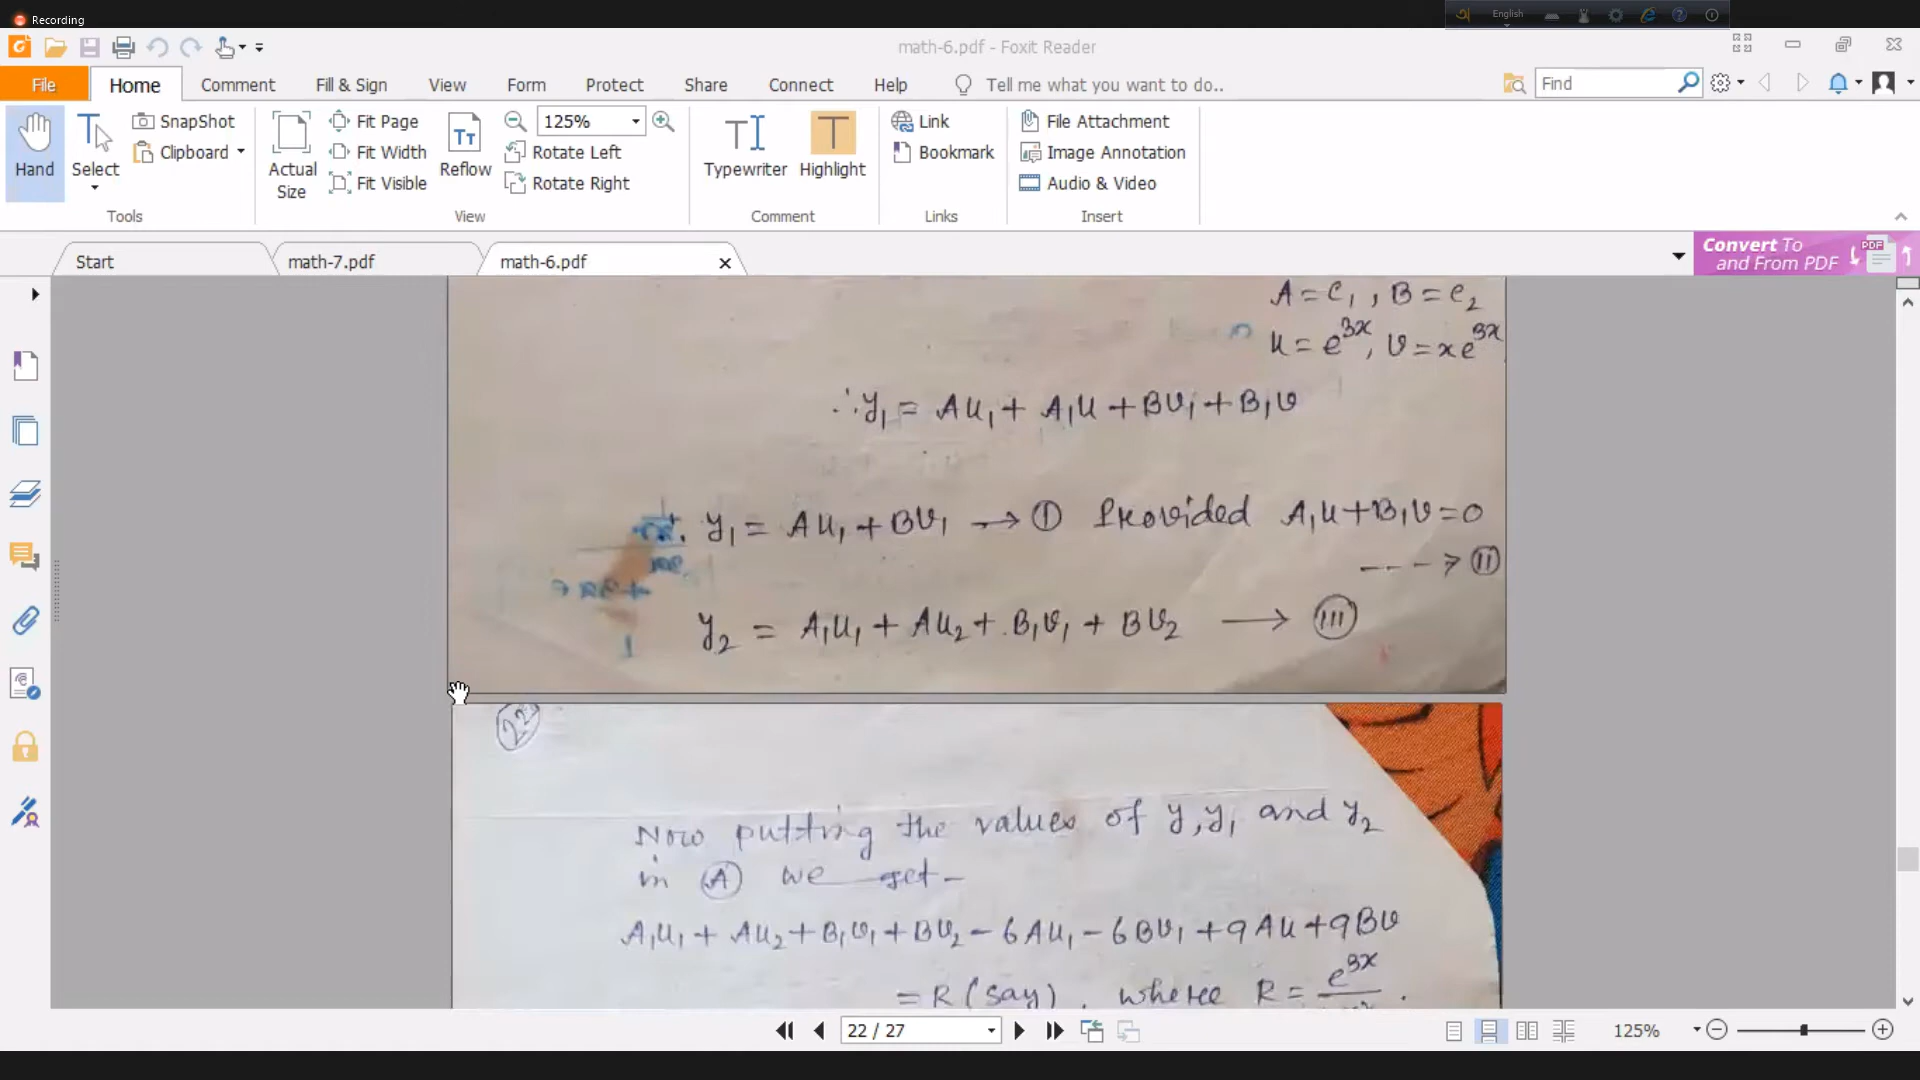 Recording
English
math-6.pdf - Foxit Reader
File Home Comment Fill & Sign View Form Protect Share Connect Help Tell me what you want to do.. Find
Hand
Select
SnapShot
Clipboard
Tools
Actual Size
Fit Page
Fit Width
Fit Visible
Reflow
125%
Rotate Left
Rotate Right
View
Typewriter
Highlight
Comment
Link
Bookmark
Links
File Attachment
Image Annotation
Audio & Video
Insert
Start math-7.pdf math-6.pdf
Convert To
and From PDF
PDF
A = C₁, B = C₂
u = e^{3x}, v = xe^{3x}
∴ y₁ = Au₁ + A₁u + Bv₁ + B₁v
∴ y₁ = Au₁ + Bv₁ → Ⓘ Provided A₁u + B₁v = 0
----> Ⓘⓘ
y₂ = A₁u₁ + Au₂ + B₁v₁ + Bv₂ → (III)
22
Now putting the values of y, y₁ and y₂
in Ⓐ we get -
A₁u₁ + Au₂ + B₁v₁ + Bv₂ - 6Au₁ - 6Bv₁ + 9Au + 9Bv
= R (say). where R = e^{3x}
22 / 27
125%